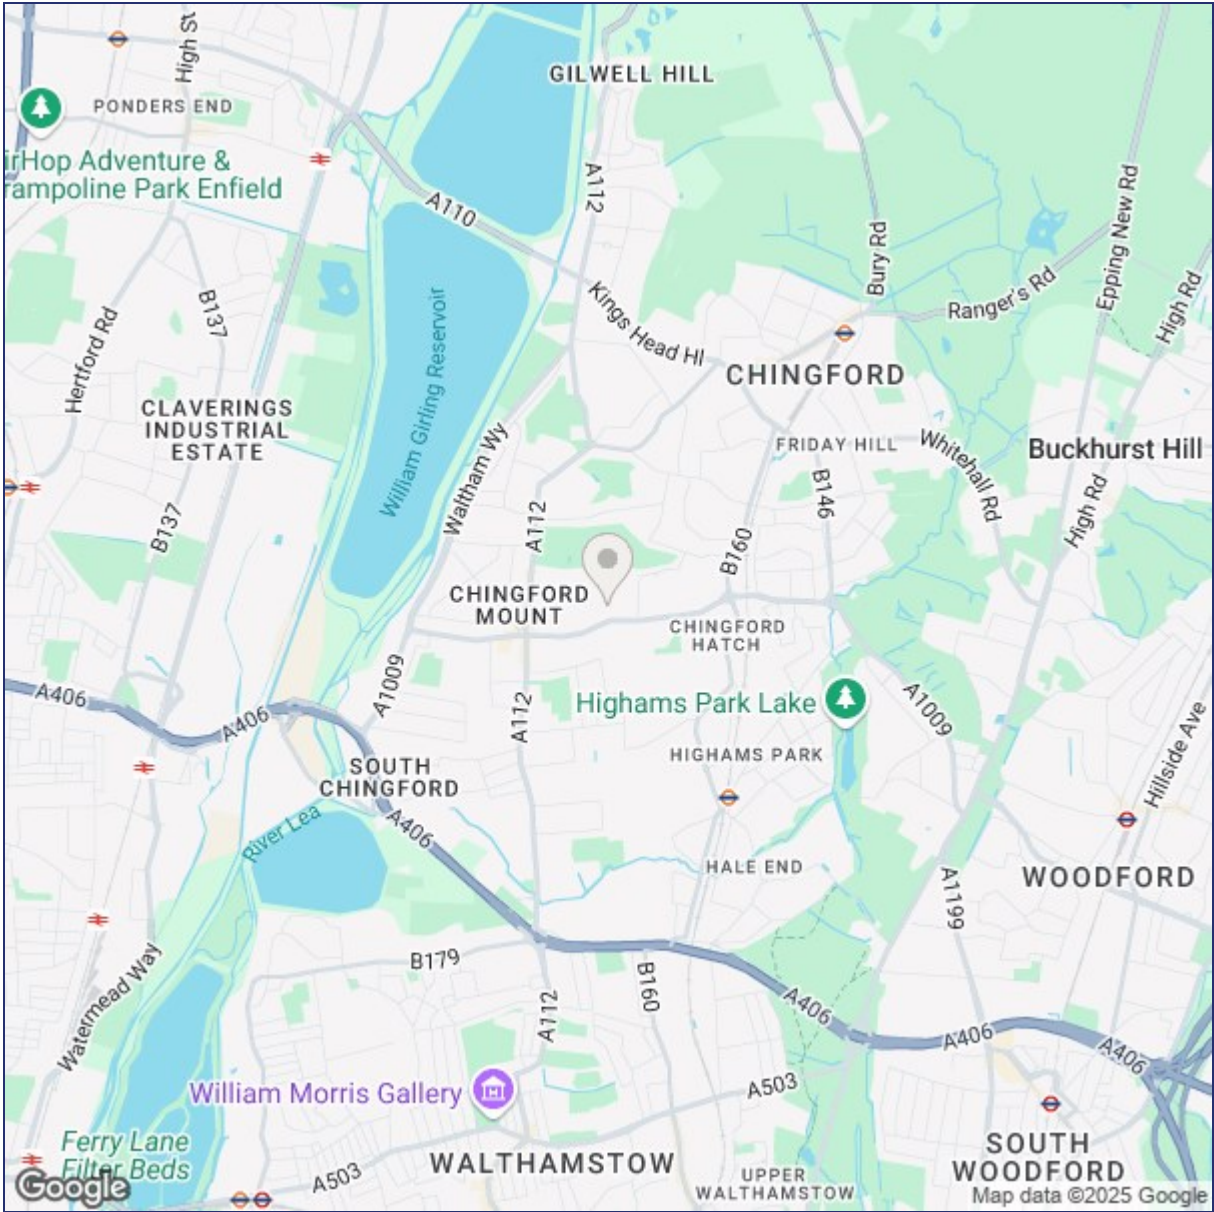 High St
GILWELL HILL
PONDERS END
irHop Adventure &
rampoline Park Enfield
A112
A110
Epping New Rd
Bury Rd
Ranger's Rd
High Rd
B137
Kings Head Hl
Hertford Rd
William Girling Reservoir
CHINGFORD
CLAVERINGS
INDUSTRIAL
ESTATE
Waltham Wy
FRIDAY HILL
Whitehall Rd
Buckhurst Hill
B146
High Rd
B137
A112
B160
CHINGFORD
MOUNT
CHINGFORD
HATCH
A1009
A406
A406
A112
Highams Park Lake
A1009
HIGHAMS PARK
Hillside Ave
SOUTH
CHINGFORD
River Lea
A406
HALE END
WOODFORD
A1199
Watermead Way
B179
B160
A112
A406
A406
A406
William Morris Gallery
A503
Ferry Lane
Filter Beds
A503
WALTHAMSTOW
UPPER
WALTHAMSTOW
SOUTH
WOODFORD
Google
Map data ©2025 Google